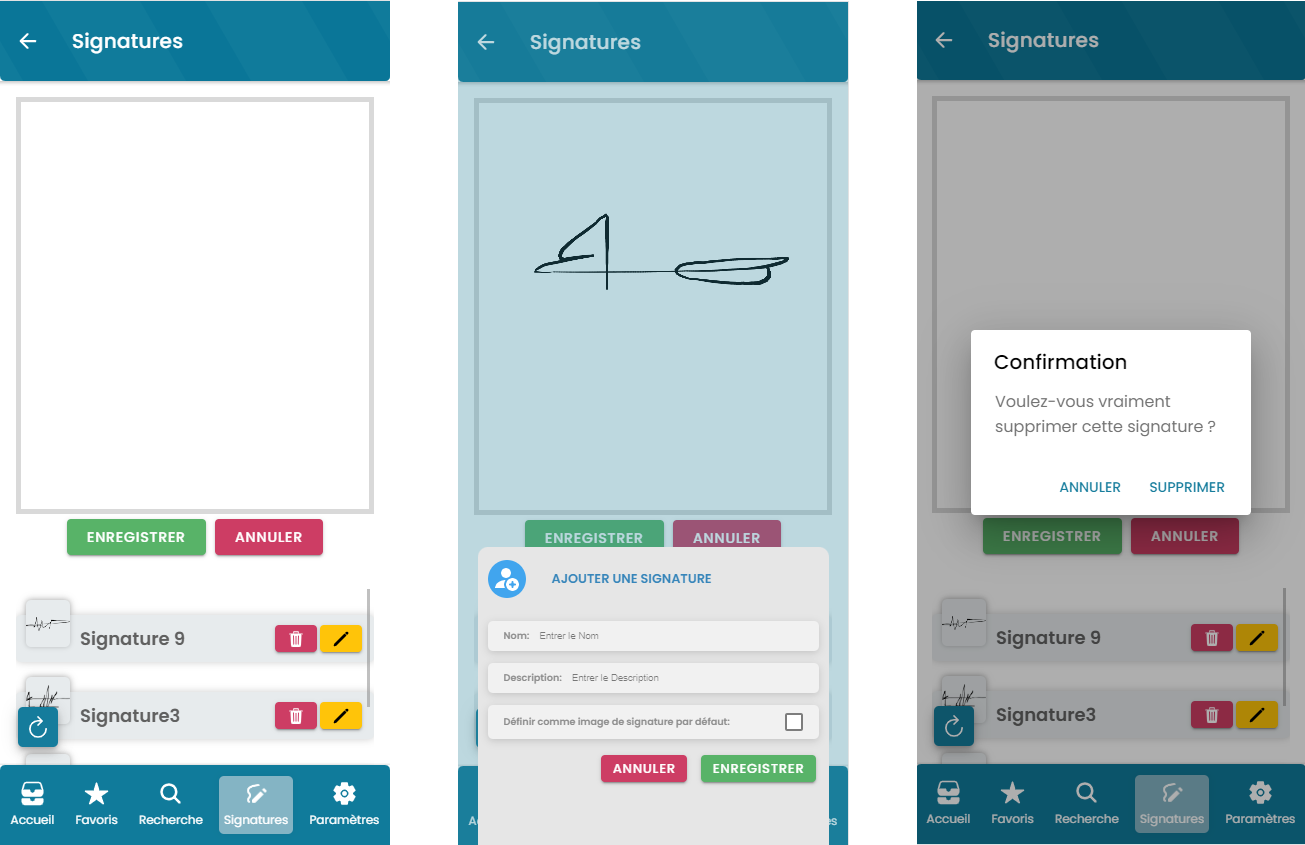 Signatures
ENREGISTRER ANNULER
Signature 9
Signature3
Accueil Favoris Recherche Signatures Paramètres
Signatures
ENREGISTRER ANNULER
AJOUTER UNE SIGNATURE
Nom: Entrer le Nom
Description: Entrer le Description
Définir comme image de signature par défaut:
ANNULER ENREGISTRER
Signatures
Confirmation
Voulez-vous vraiment
supprimer cette signature ?
ANNULER SUPPRIMER
ENREGISTRER ANNULER
Signature 9
Signature3
Accueil Favoris Recherche Signatures Paramètres